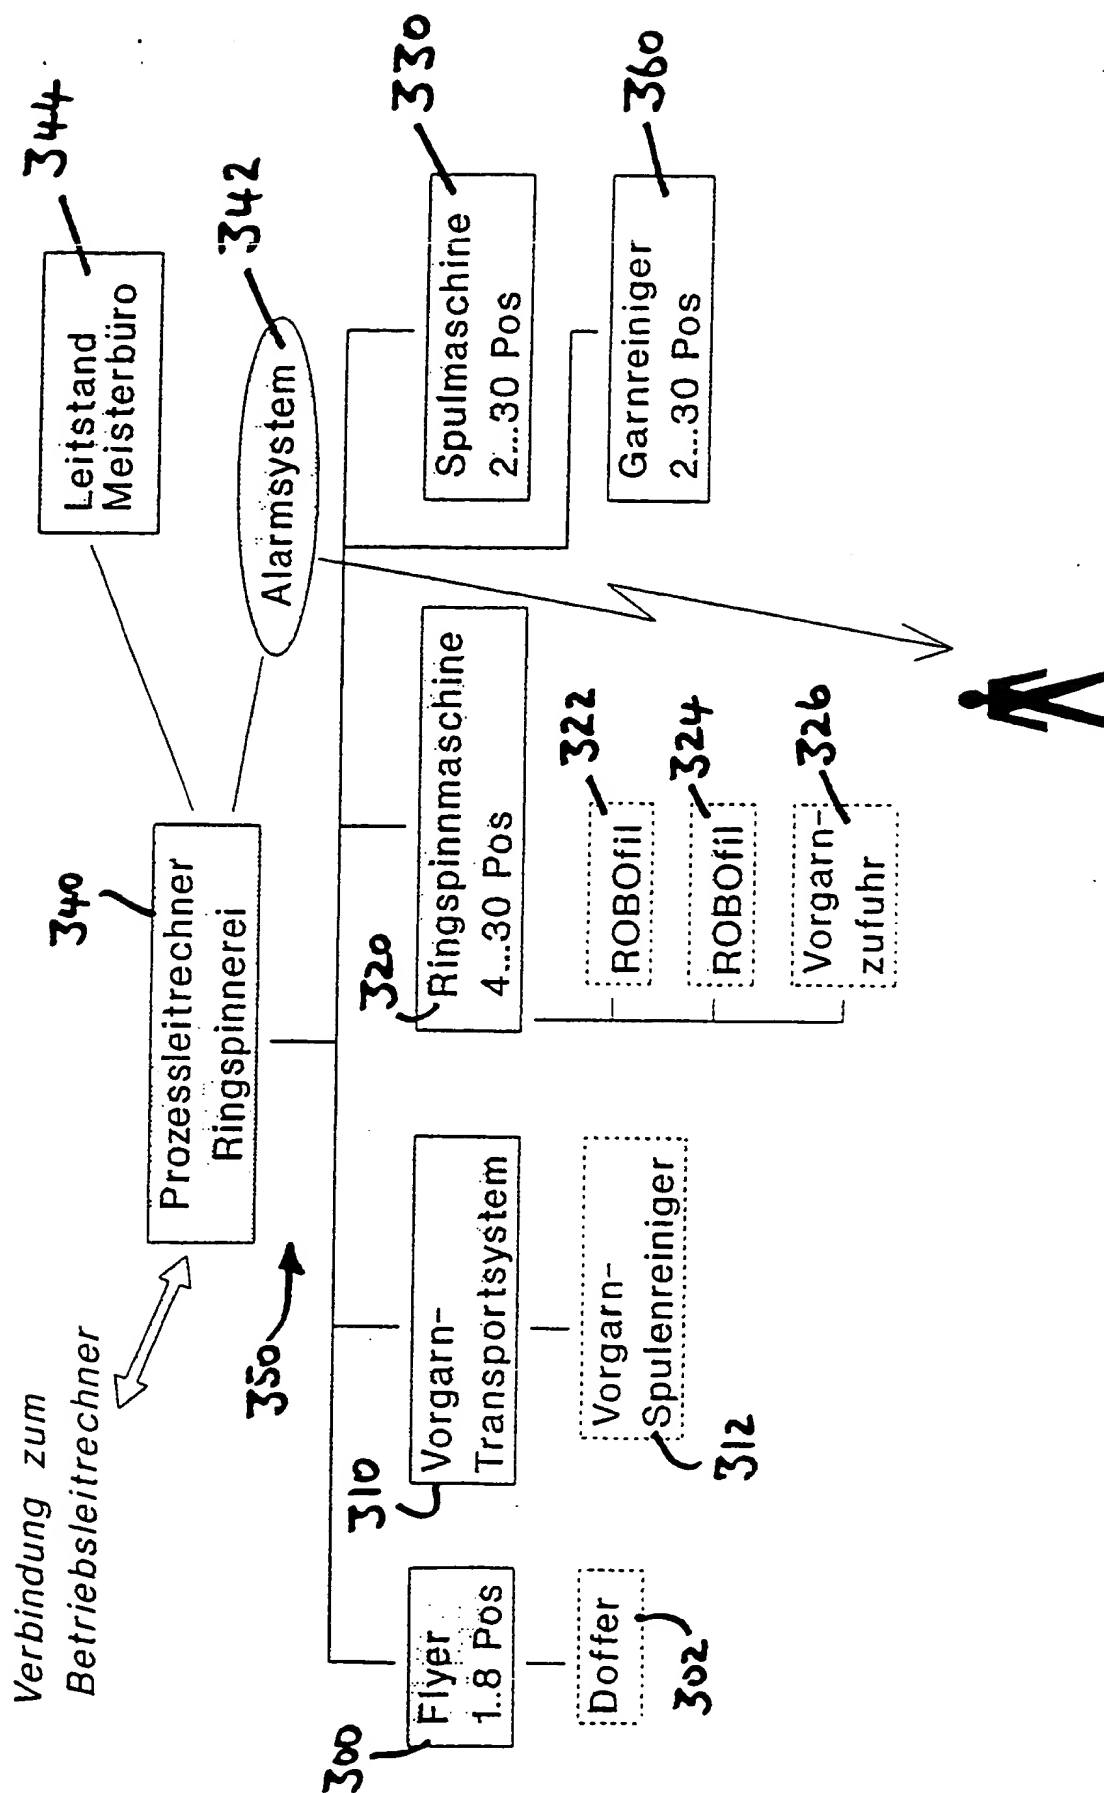 Verbindung zum
Betriebsleitrechner
340
Prozessleitrechner
Ringspinnerei
344
Leitstand
Meisterbüro
342
Alarmsystem
350
300
Flyer
1..8 Pos
302
Doffer
310
Vorgarn-
Transportsystem
312
Vorgarn-
Spulenreiniger
320
Ringspinnmaschine
4...30 Pos
322
ROBOfil
324
ROBOfil
326
Vorgarn-
zufuhr
330
Spulmaschine
2...30 Pos
360
Garnreiniger
2...30 Pos